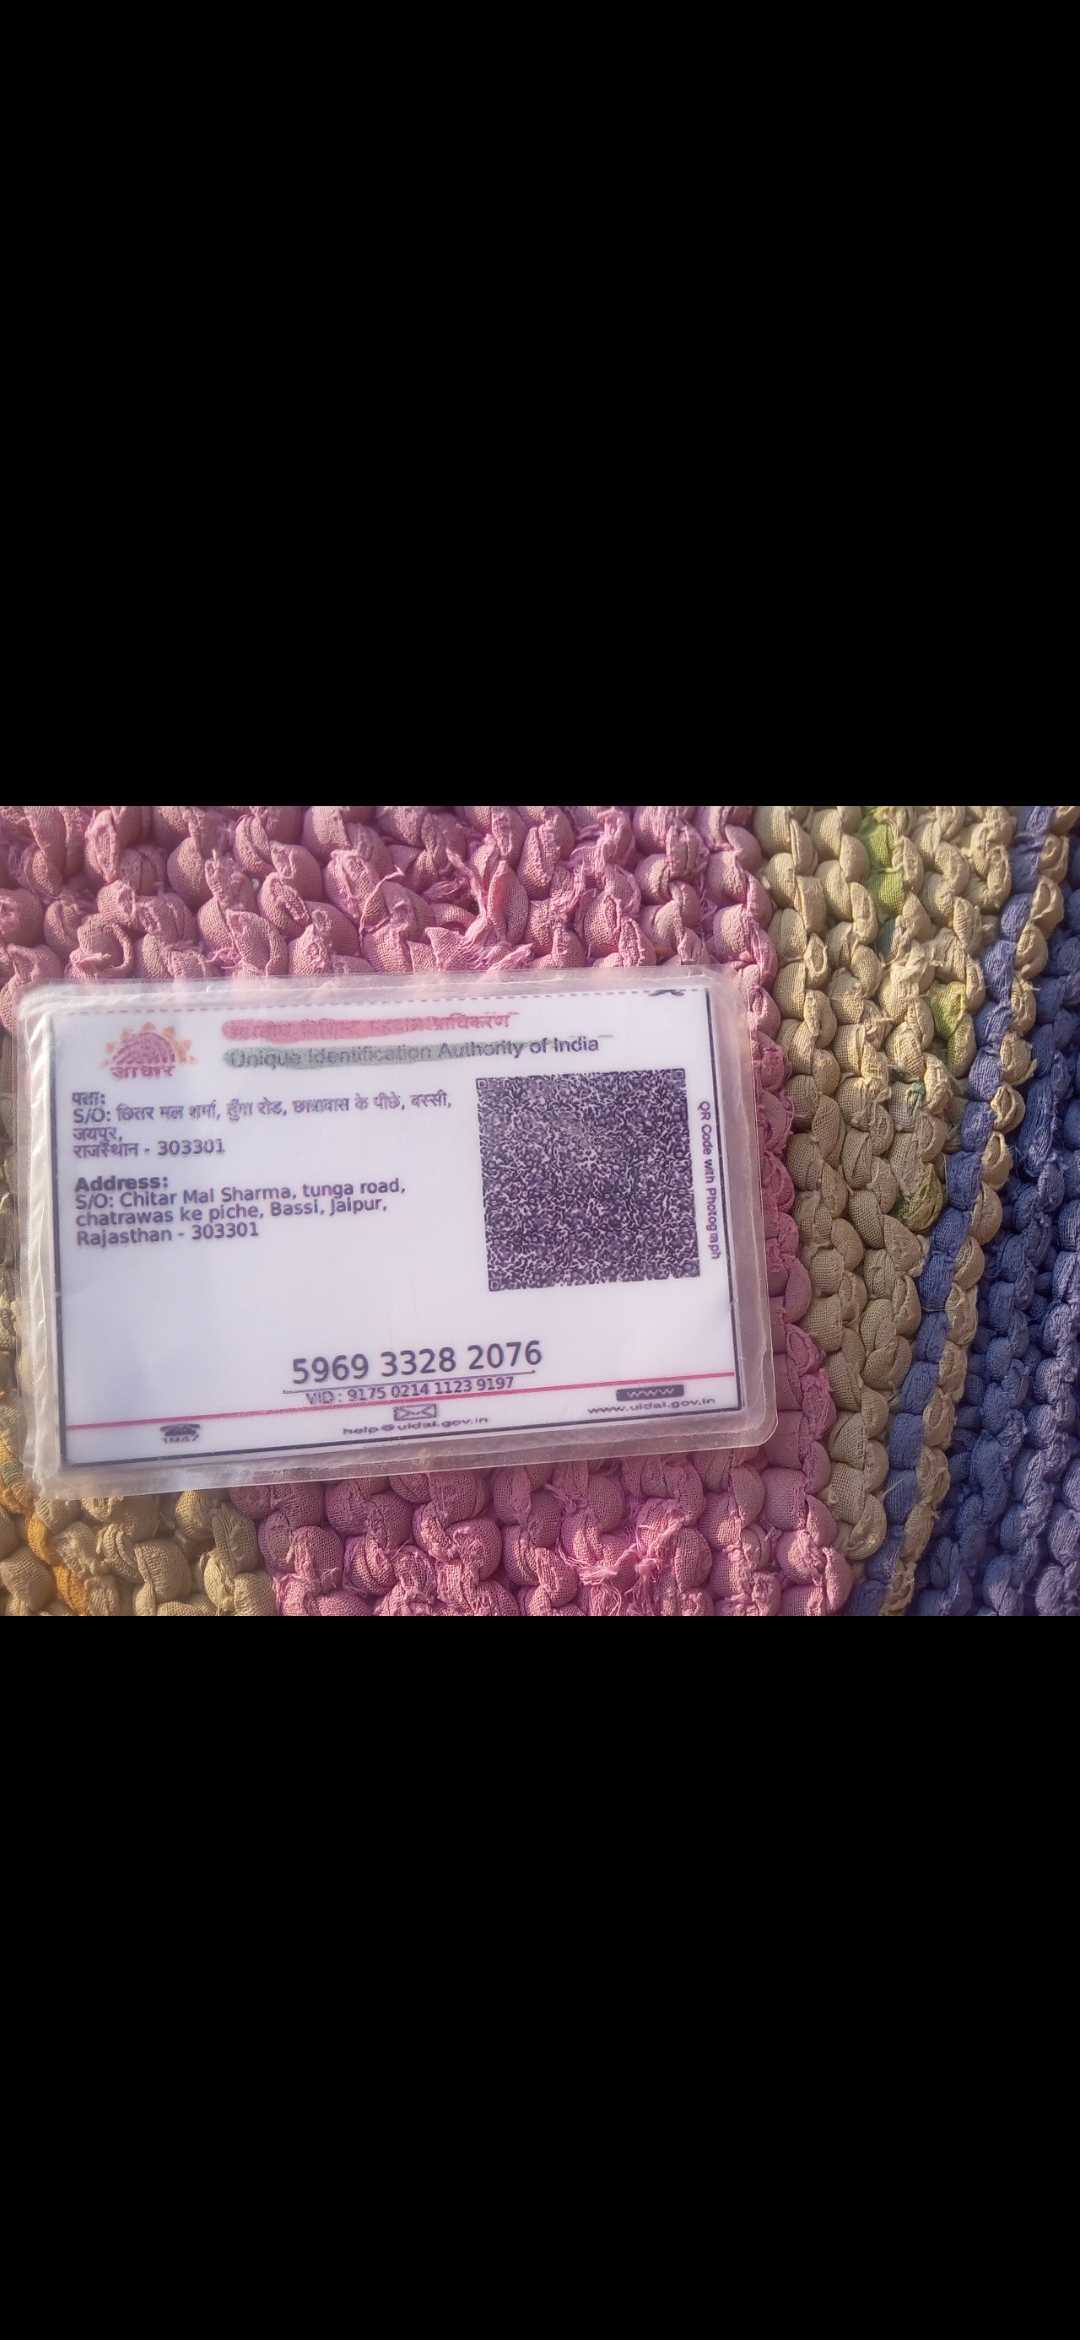 आधार
प्राधिकरण
Unique Identification Authority of India
पता:
S/O: छितर मल शर्मा, तुँगा रोड, छात्रावास के पीछे, बस्सी,
जयपुर,
राजस्थान - 303301
Address:
S/O: Chitar Mal Sharma, tunga road,
chatrawas ke piche, Bassi, Jaipur,
Rajasthan - 303301
QR Code with Photograph
5969 3328 2076
VID : 9175 0214 1123 9197
1947
help@uidai.gov.in
www
www.uidai.gov.in